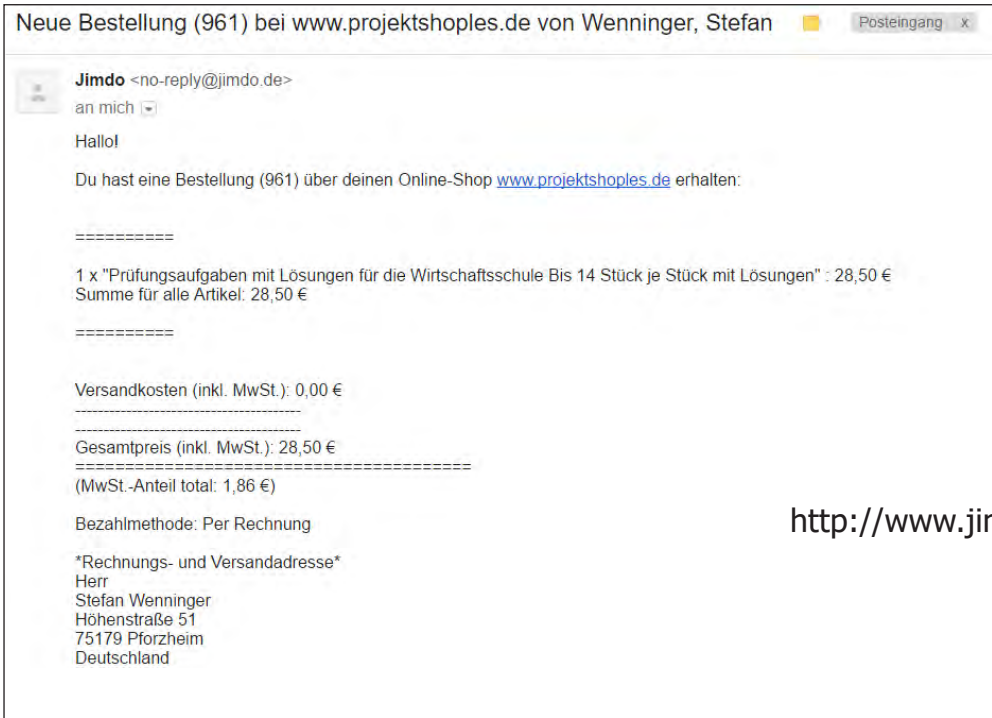 Neue Bestellung (961) bei www.projektshoples.de von Wenninger, Stefan Posteingang x
Jimdo <no-reply@jimdo.de>
an mich
Hallo!
Du hast eine Bestellung (961) über deinen Online-Shop www.projektshoples.de erhalten:
==========
1 x "Prüfungsaufgaben mit Lösungen für die Wirtschaftsschule Bis 14 Stück je Stück mit Lösungen" : 28,50 €
Summe für alle Artikel: 28,50 €
==========
Versandkosten (inkl. MwSt.): 0,00 €
----------------------------------------
----------------------------------------
Gesamtpreis (inkl. MwSt.): 28,50 €
========================================
(MwSt.-Anteil total: 1,86 €)
Bezahlmethode: Per Rechnung
http://www.jim
*Rechnungs- und Versandadresse*
Herr
Stefan Wenninger
Höhenstraße 51
75179 Pforzheim
Deutschland